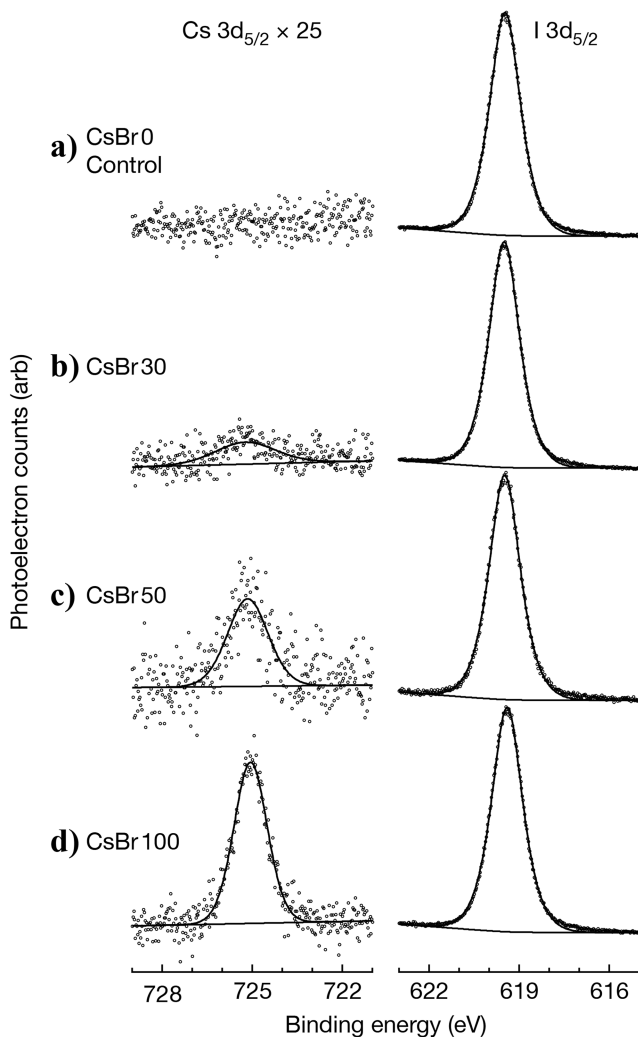 Cs 3d5/2 × 25
I 3d5/2
a) CsBr0
Control
b) CsBr30
Photoelectron counts (arb)
c) CsBr50
d) CsBr100
728 725 722 622 619 616
Binding energy (eV)